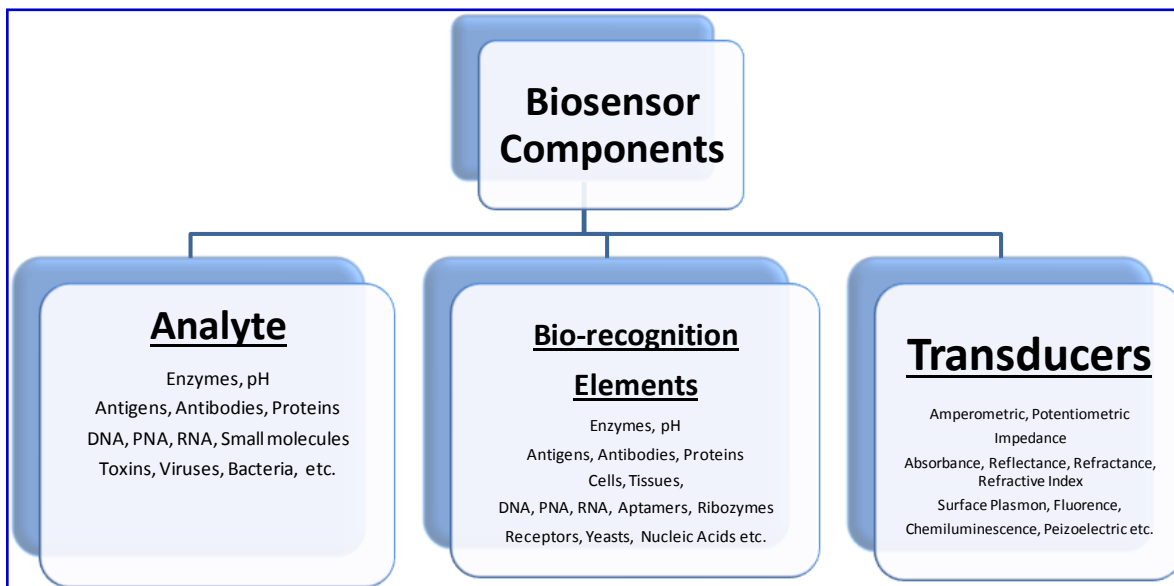 Biosensor
Components
Analyte
Enzymes, pH
Antigens, Antibodies, Proteins
DNA, PNA, RNA, Small molecules
Toxins, Viruses, Bacteria, etc.
Bio-recognition
Elements
Enzymes, pH
Antigens, Antibodies, Proteins
Cells, Tissues,
DNA, PNA, RNA, Aptamers, Ribozymes
Receptors, Yeasts, Nucleic Acids etc.
Transducers
Amperometric, Potentiometric
Impedance
Absorbance, Reflectance, Refractance,
Refractive Index
Surface Plasmon, Fluorence,
Chemiluminescence, Peizoelectric etc.